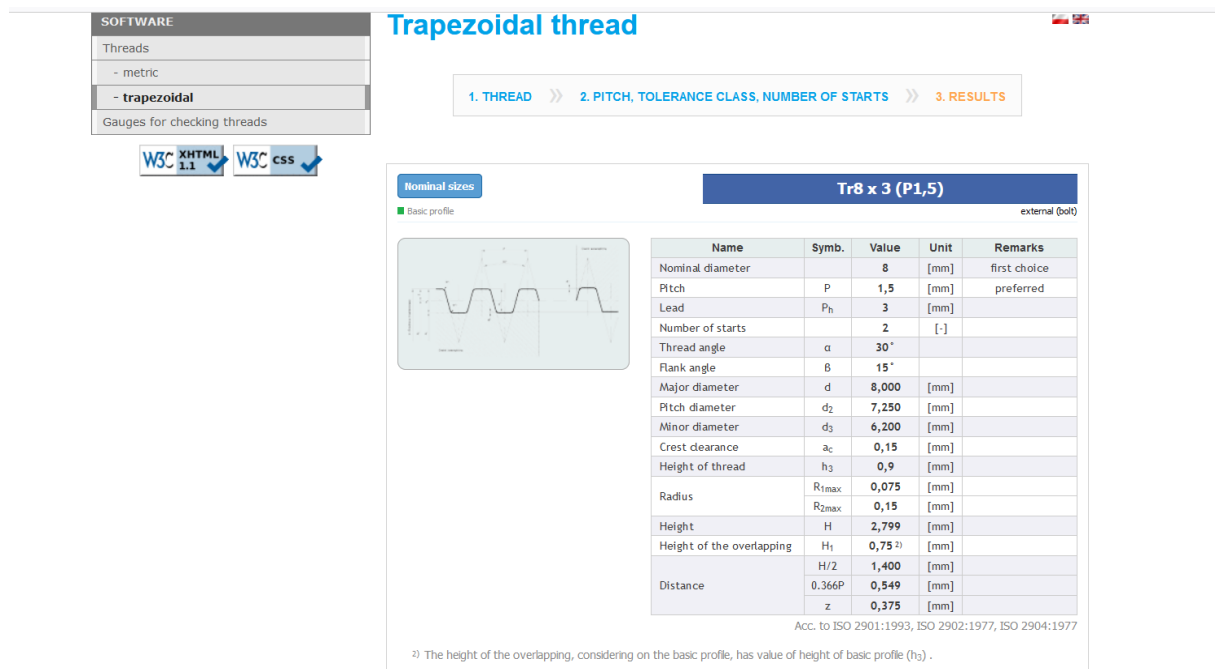 SOFTWARE
Threads
- metric
- trapezoidal
Gauges for checking threads
W3C XHTML 1.1
W3C css
Trapezoidal thread
1. THREAD » 2. PITCH, TOLERANCE CLASS, NUMBER OF STARTS » 3. RESULTS
Nominal sizes
Tr8 x 3 (P1,5)
Basic profile
external (bolt)
Name Symb. Value Unit Remarks
Nominal diameter 8 [mm] first choice
Pitch P 1,5 [mm] preferred
Lead Ph 3 [mm]
Number of starts 2 [-]
Thread angle α 30°
Flank angle ß 15°
Major diameter d 8,000 [mm]
Pitch diameter d2 7,250 [mm]
Minor diameter d3 6,200 [mm]
Crest clearance ac 0,15 [mm]
Height of thread h3 0,9 [mm]
Radius R1max 0,075 [mm]
R2max 0,15 [mm]
Height H 2,799 [mm]
Height of the overlapping H1 0,75 2) [mm]
Distance H/2 1,400 [mm]
0.366P 0,549 [mm]
z 0,375 [mm]
Acc. to ISO 2901:1993, ISO 2902:1977, ISO 2904:1977
2) The height of the overlapping, considering on the basic profile, has value of height of basic profile (h3) .